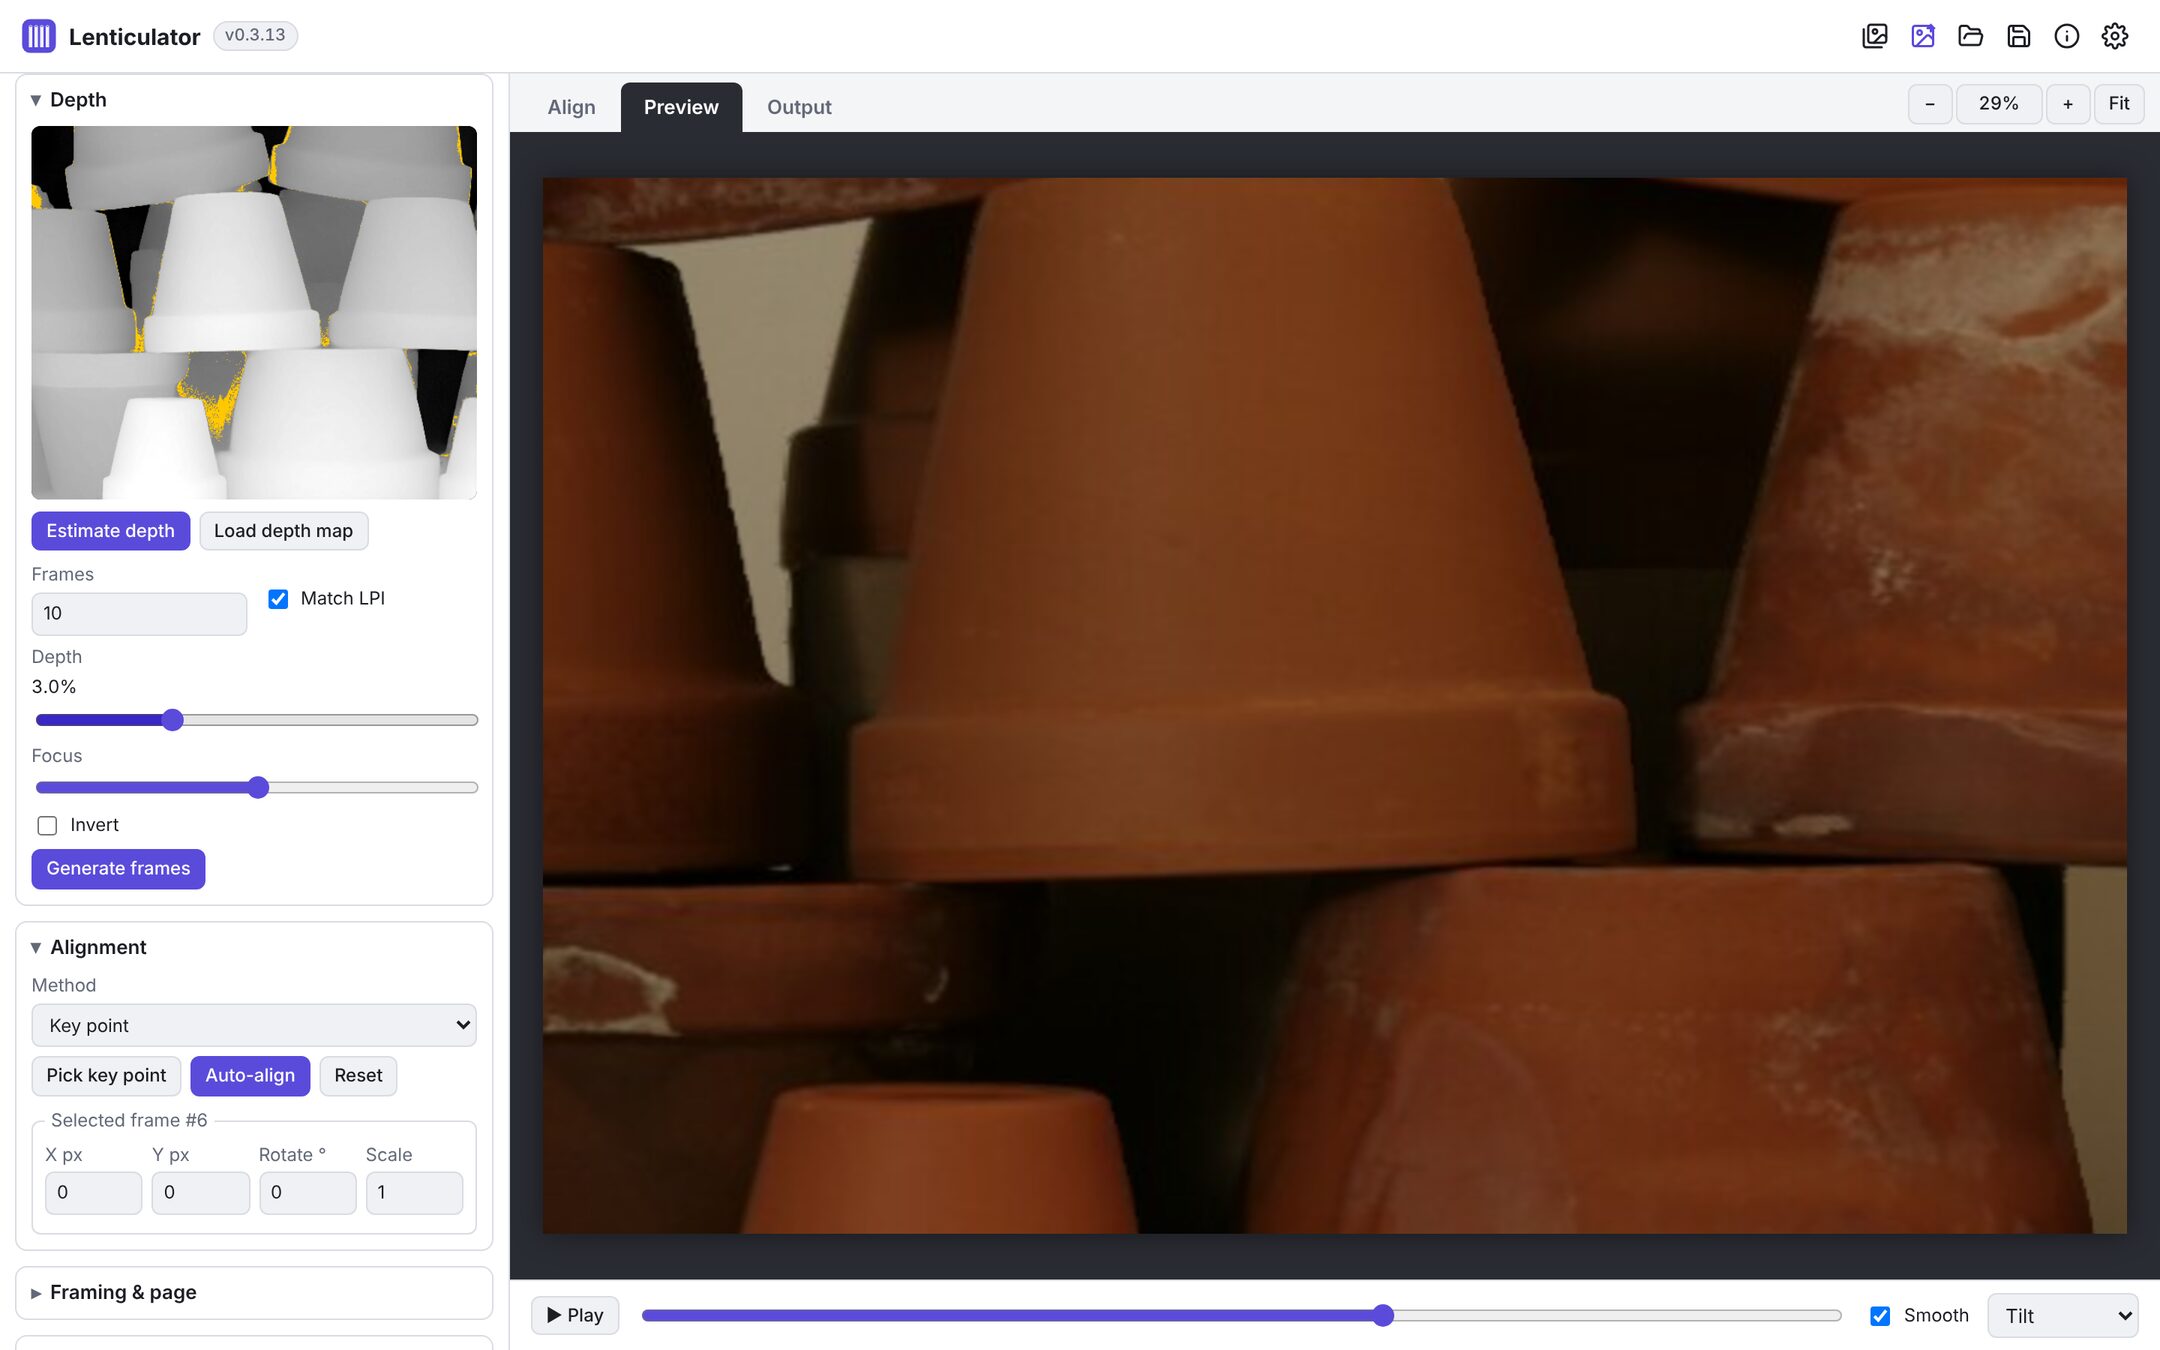 Lenticulator v0.3.13
Depth
Estimate depth Load depth map
Frames
10 Match LPI
Depth
3.0%
Focus
Invert
Generate frames
Alignment
Method
Key point
Pick key point Auto-align Reset
Selected frame #6
X px Y px Rotate ° Scale
0 0 0 1
Framing & page
Align Preview Output − 29% + Fit
Play Smooth Tilt